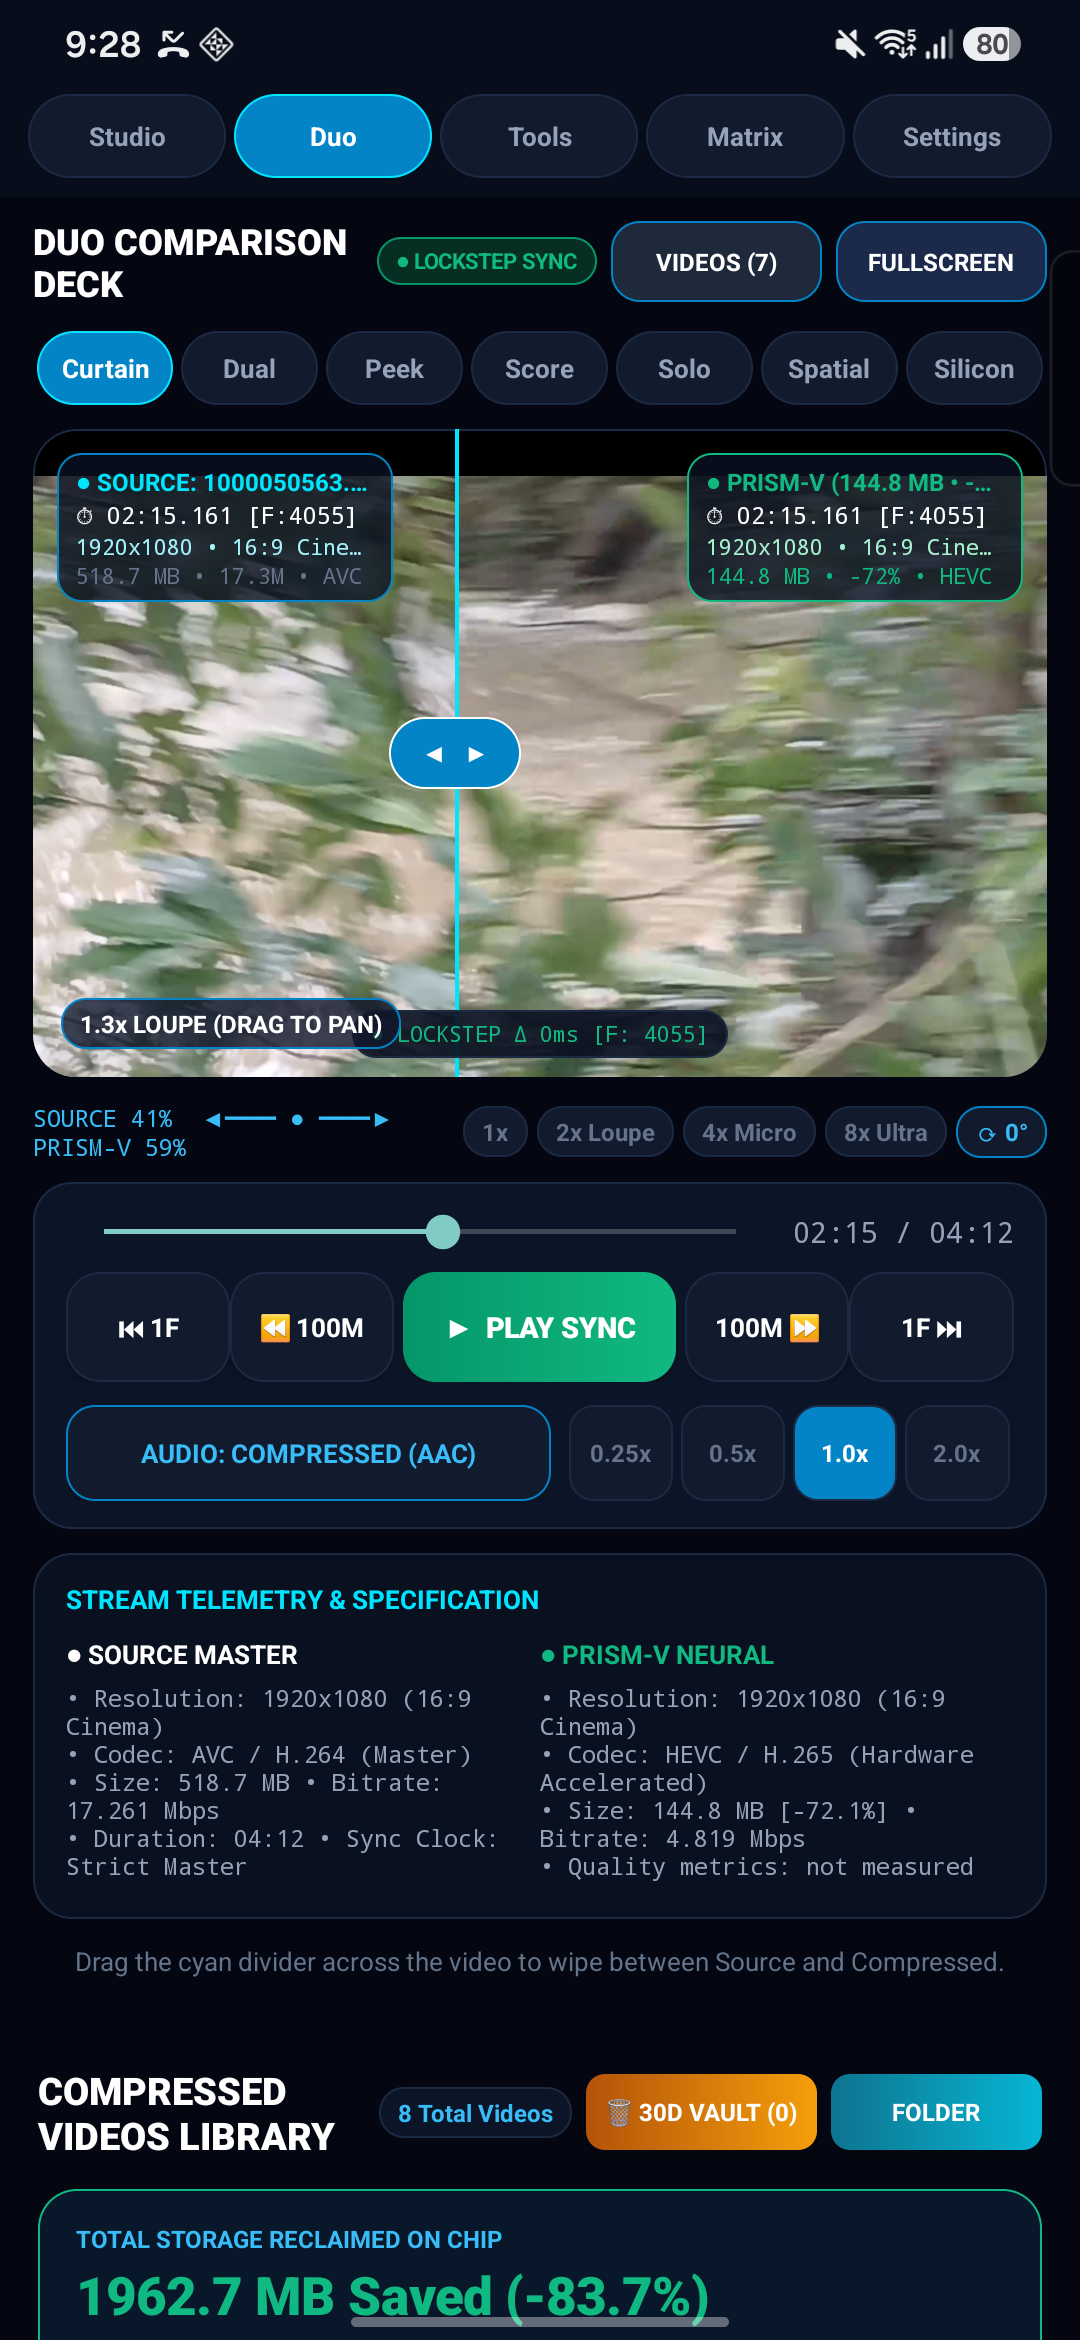 9:28
5
80
Studio
Duo
Tools
Matrix
Settings
DUO COMPARISON
DECK
● LOCKSTEP SYNC
VIDEOS (7)
FULLSCREEN
Curtain
Dual
Peek
Score
Solo
Spatial
Silicon
● SOURCE: 1000050563....
⏱ 02:15.161 [F:4055]
1920x1080 • 16:9 Cine…
518.7 MB • 17.3M • AVC
● PRISM-V (144.8 MB • -...
⏱ 02:15.161 [F:4055]
1920x1080 • 16:9 Cine…
144.8 MB • -72% • HEVC
◄ ►
1.3x LOUPE (DRAG TO PAN)
LOCKSTEP Δ 0ms [F: 4055]
SOURCE 41% ◄── ● ──►
PRISM-V 59%
1x
2x Loupe
4x Micro
8x Ultra
⟳ 0°
02:15 / 04:12
⏮ 1F
⏪ 100M
► PLAY SYNC
100M ⏩
1F ⏭
AUDIO: COMPRESSED (AAC)
0.25x
0.5x
1.0x
2.0x
STREAM TELEMETRY & SPECIFICATION
● SOURCE MASTER
• Resolution: 1920x1080 (16:9
Cinema)
• Codec: AVC / H.264 (Master)
• Size: 518.7 MB • Bitrate:
17.261 Mbps
• Duration: 04:12 • Sync Clock:
Strict Master
● PRISM-V NEURAL
• Resolution: 1920x1080 (16:9
Cinema)
• Codec: HEVC / H.265 (Hardware
Accelerated)
• Size: 144.8 MB [-72.1%] •
Bitrate: 4.819 Mbps
• Quality metrics: not measured
Drag the cyan divider across the video to wipe between Source and Compressed.
COMPRESSED
VIDEOS LIBRARY
8 Total Videos
🗑 30D VAULT (0)
FOLDER
TOTAL STORAGE RECLAIMED ON CHIP
1962.7 MB Saved (-83.7%)